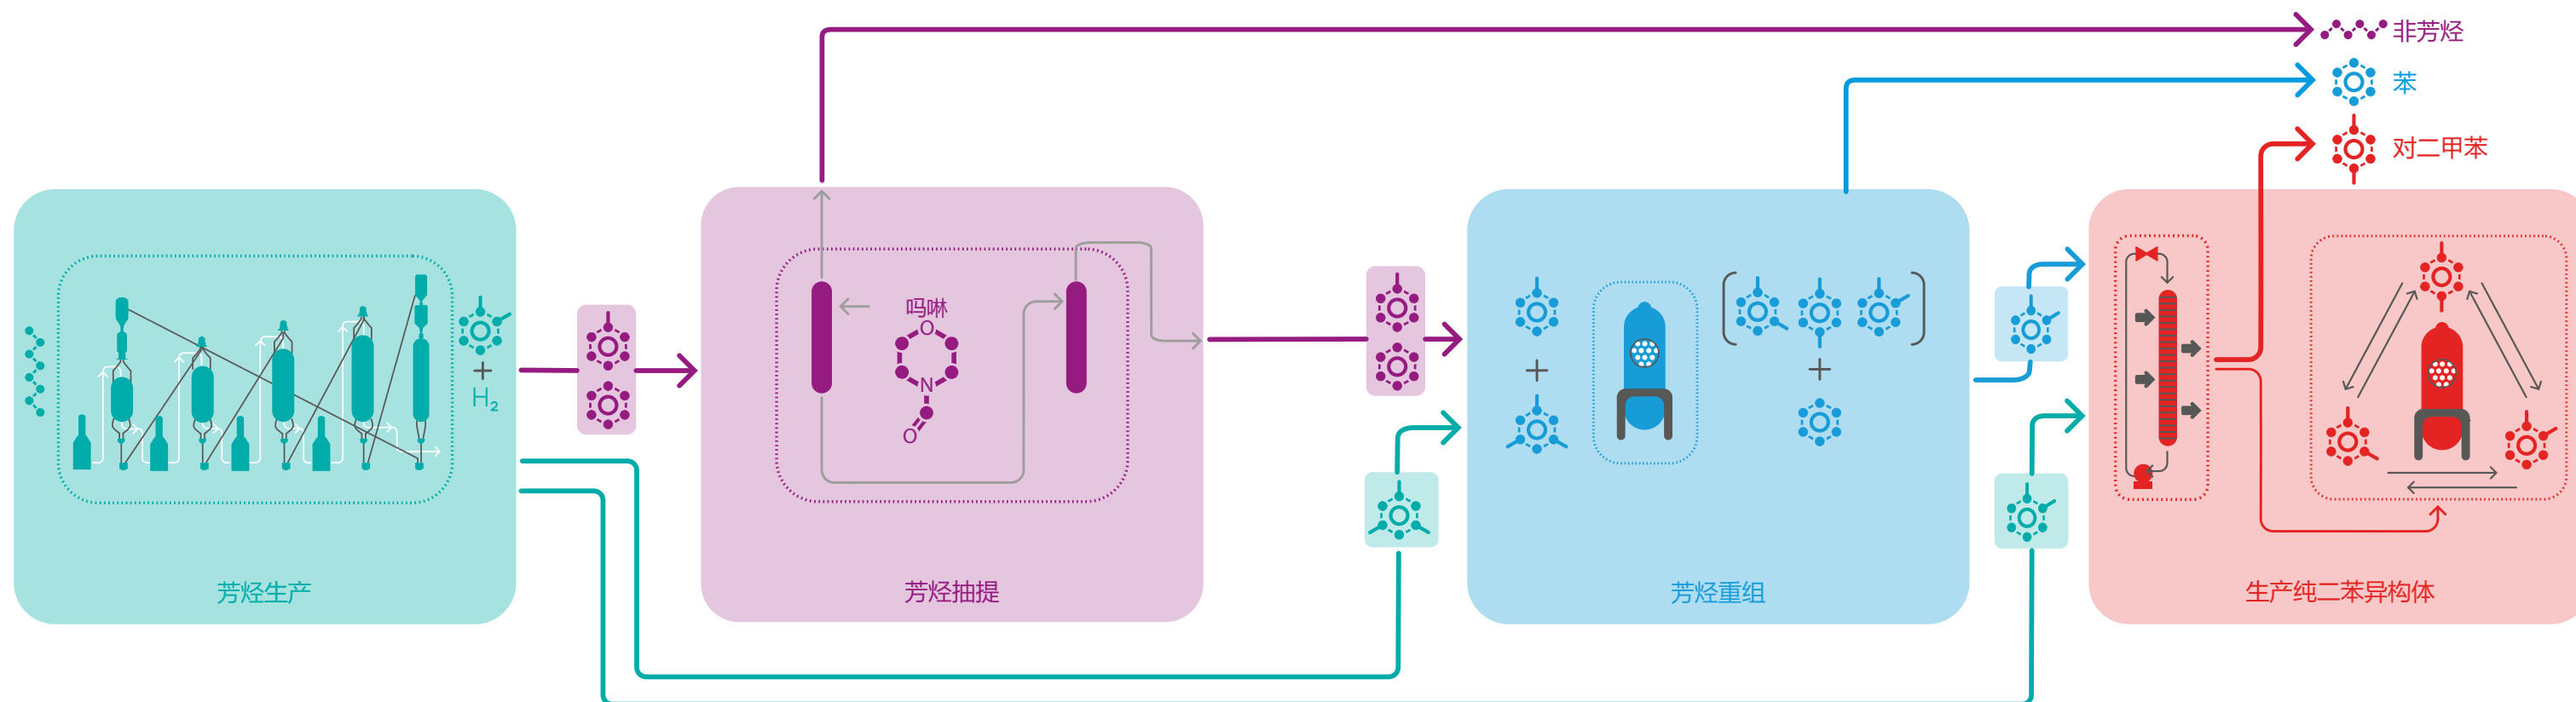 非芳烃
苯
对二甲苯
+
H₂
吗啉
O
N
O
+
+
芳烃生产
芳烃抽提
芳烃重组
生产纯二苯异构体